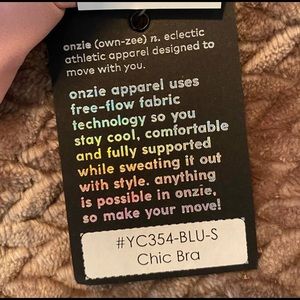 onzie (own-zee) n. eclectic
athletic apparel designed to
move with you.
onzie apparel uses
free-flow fabric
technology so you
stay cool, comfortable
and fully supported
while sweating it out
with style. anything
is possible in onzie,
so make your move!
#YC354-BLU-S
Chic Bra